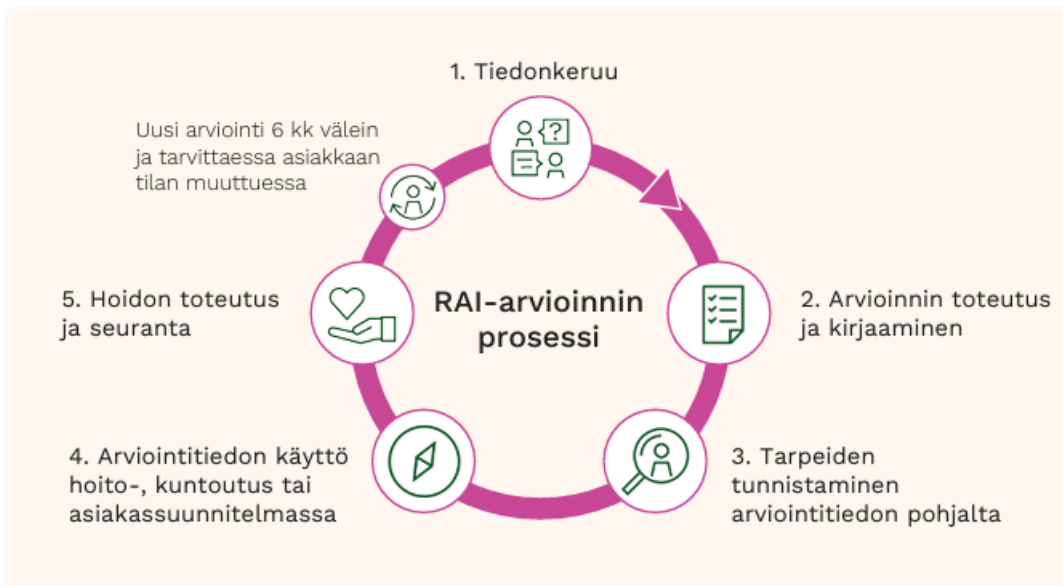 1. Tiedonkeruu
Uusi arviointi 6 kk välein
ja tarvittaessa asiakkaan
tilan muuttuessa
?
RAI-arvioinnin
prosessi
2. Arvioinnin toteutus
ja kirjaaminen
3. Tarpeiden
tunnistaminen
arviointitiedon pohjalta
4. Arviointitiedon käyttö
hoito-, kuntoutus tai
asiakassuunnitelmassa
5. Hoidon toteutus
ja seuranta